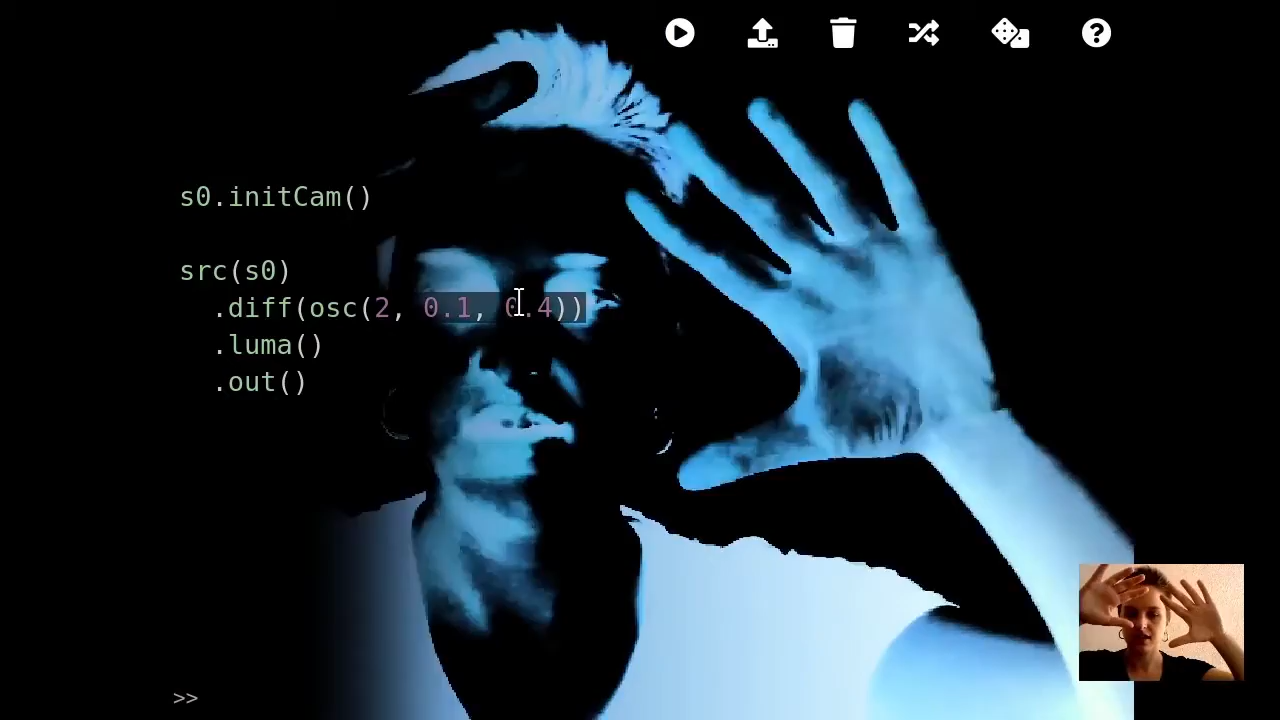 s0.initCam()
src(s0)
.diff(osc(2, 0.1, 0.4))
.luma()
.out()
>>